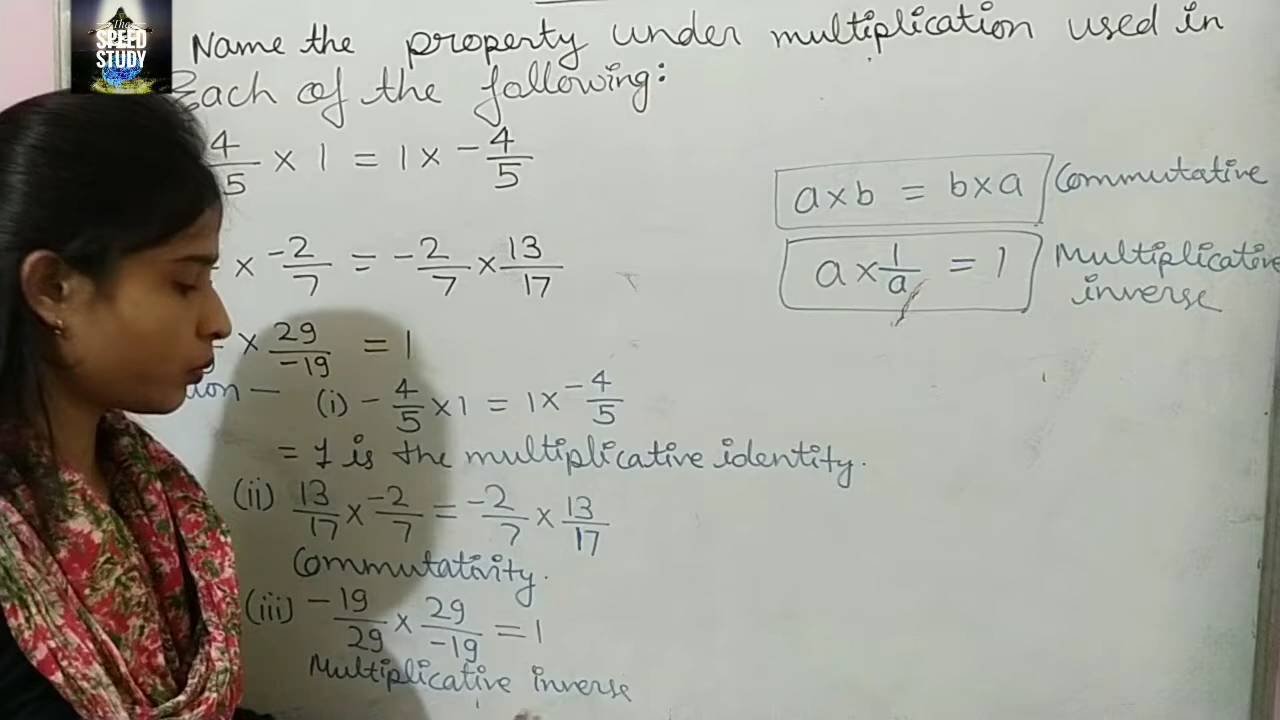 The
SPEED
STUDY
Name the property under multiplication used in
Each of the following:
4/5 × 1 = 1 × -4/5
× -2/7 = -2/7 × 13/17
× 29/-19 = 1
a×b = b×a Commutative
a × 1/a = 1 Multiplicative
inverse
(i) - 4/5 × 1 = 1 × -4/5
= 1 is the multiplicative identity.
(ii) 13/17 × -2/7 = -2/7 × 13/17
Commutativity.
(iii) -19/29 × 29/-19 = 1
Multiplicative inverse